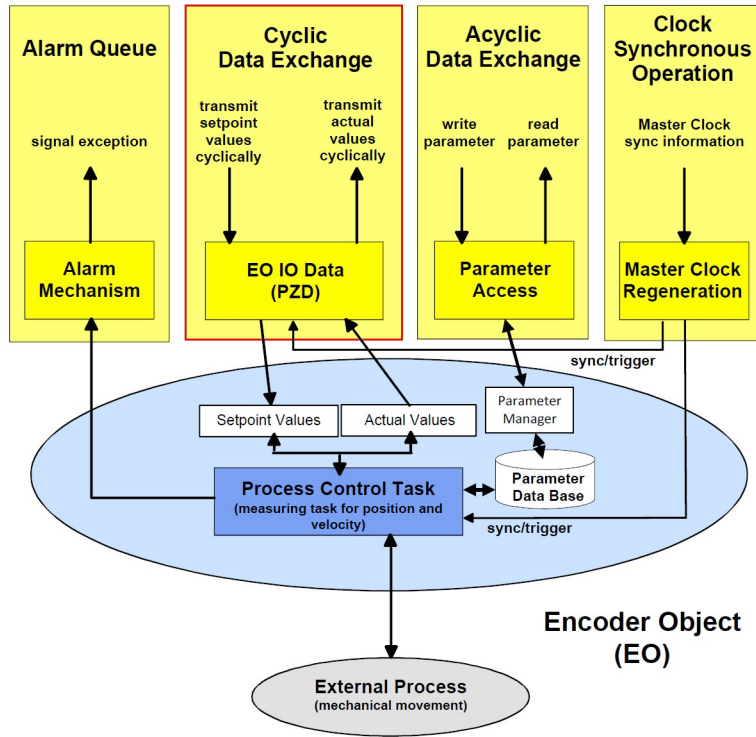 Alarm Queue
signal exception
Alarm
Mechanism
Cyclic
Data Exchange
transmit
setpoint
values
cyclically
transmit
actual
values
cyclically
EO IO Data
(PZD)
Acyclic
Data Exchange
write
parameter
read
parameter
Parameter
Access
Clock
Synchronous
Operation
Master Clock
sync information
Master Clock
Regeneration
sync/trigger
Setpoint Values
Actual Values
Parameter
Manager
Process Control Task
(measuring task for position and
velocity)
Parameter
Data Base
sync/trigger
Encoder Object
(EO)
External Process
(mechanical movement)